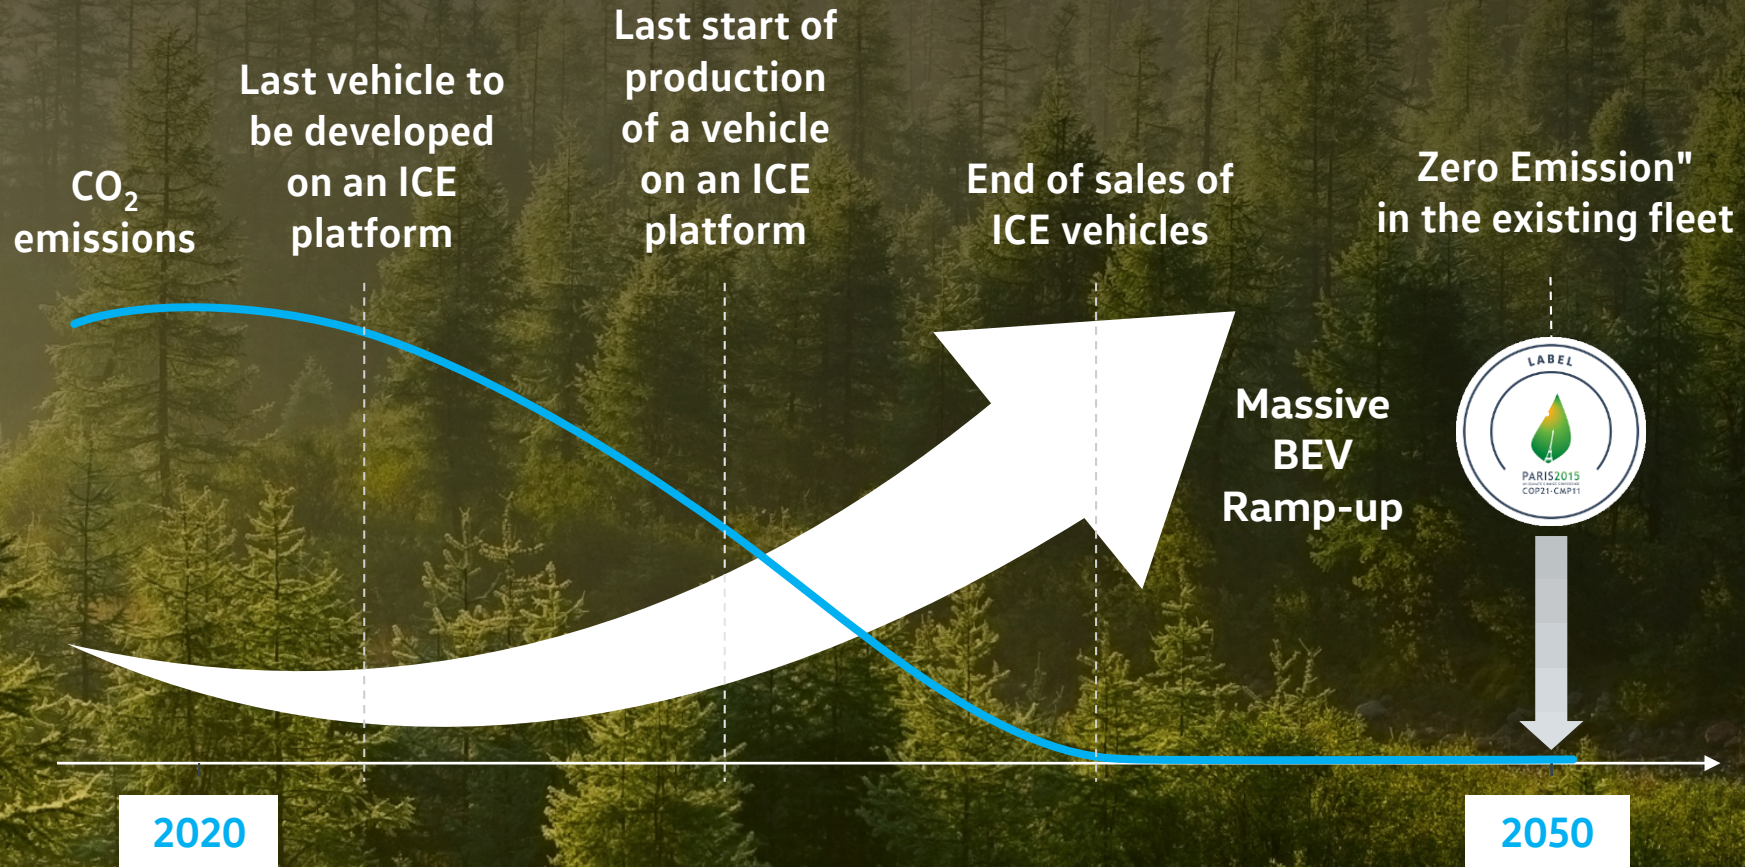 CO₂
emissions
Last vehicle to
be developed
on an ICE
platform
Last start of
production
of a vehicle
on an ICE
platform
End of sales of
ICE vehicles
Zero Emission"
in the existing fleet
Massive
BEV
Ramp-up
LABEL
PARIS2015
COP21·CMP11
2020
2050